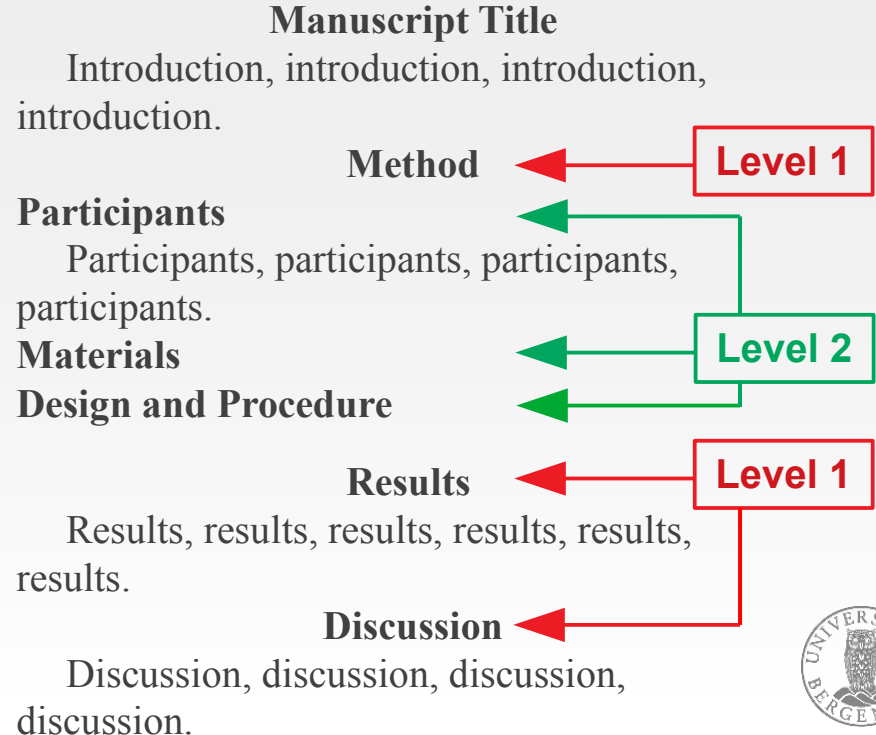 Manuscript Title
Introduction, introduction, introduction,
introduction.
Method
Level 1
Participants
Participants, participants, participants,
participants.
Materials
Level 2
Design and Procedure
Results
Level 1
Results, results, results, results, results,
results.
Discussion
Discussion, discussion, discussion,
discussion.